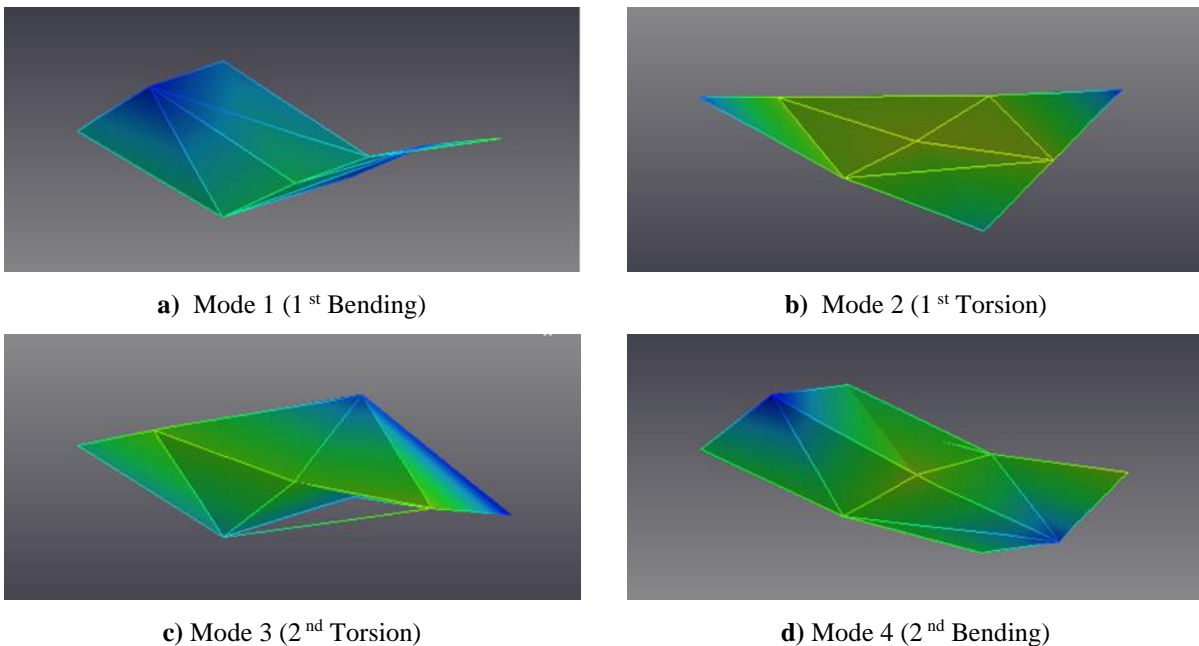 a) Mode 1 (1 st Bending)
b) Mode 2 (1 st Torsion)
c) Mode 3 (2 nd Torsion)
d) Mode 4 (2 nd Bending)